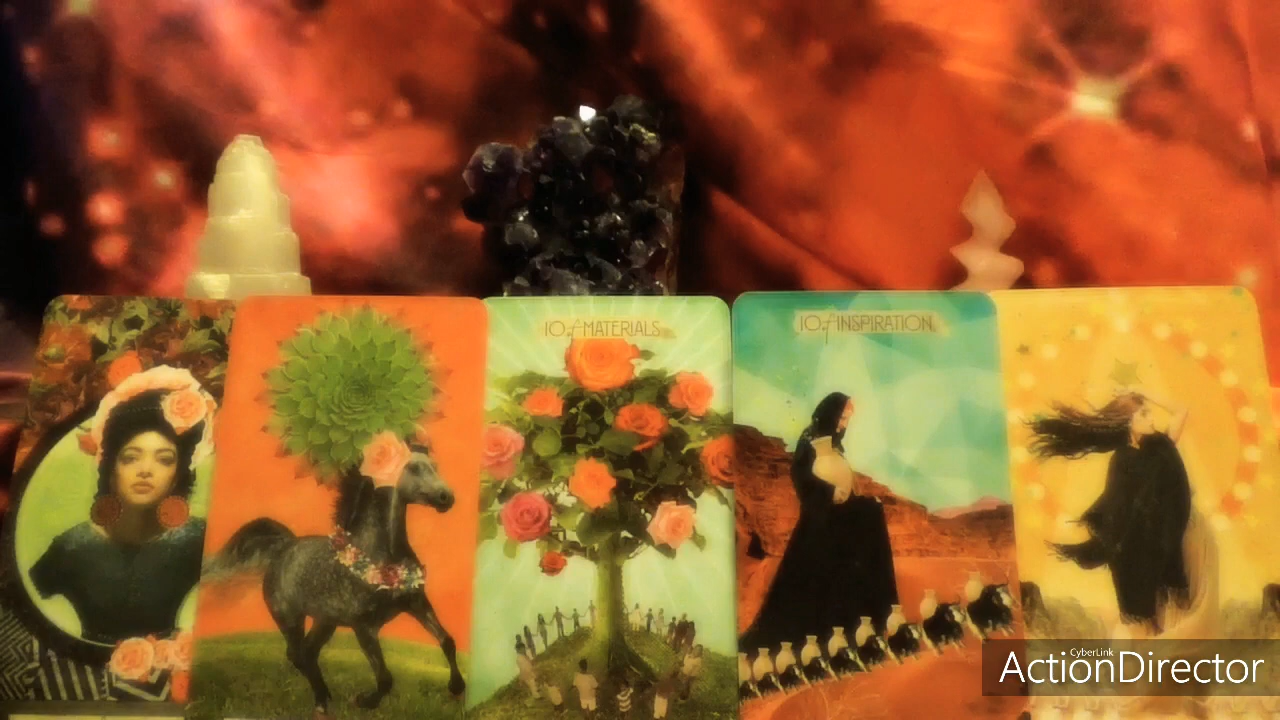 10 of MATERIALS
10 of INSPIRATION
CyberLink
ActionDirector